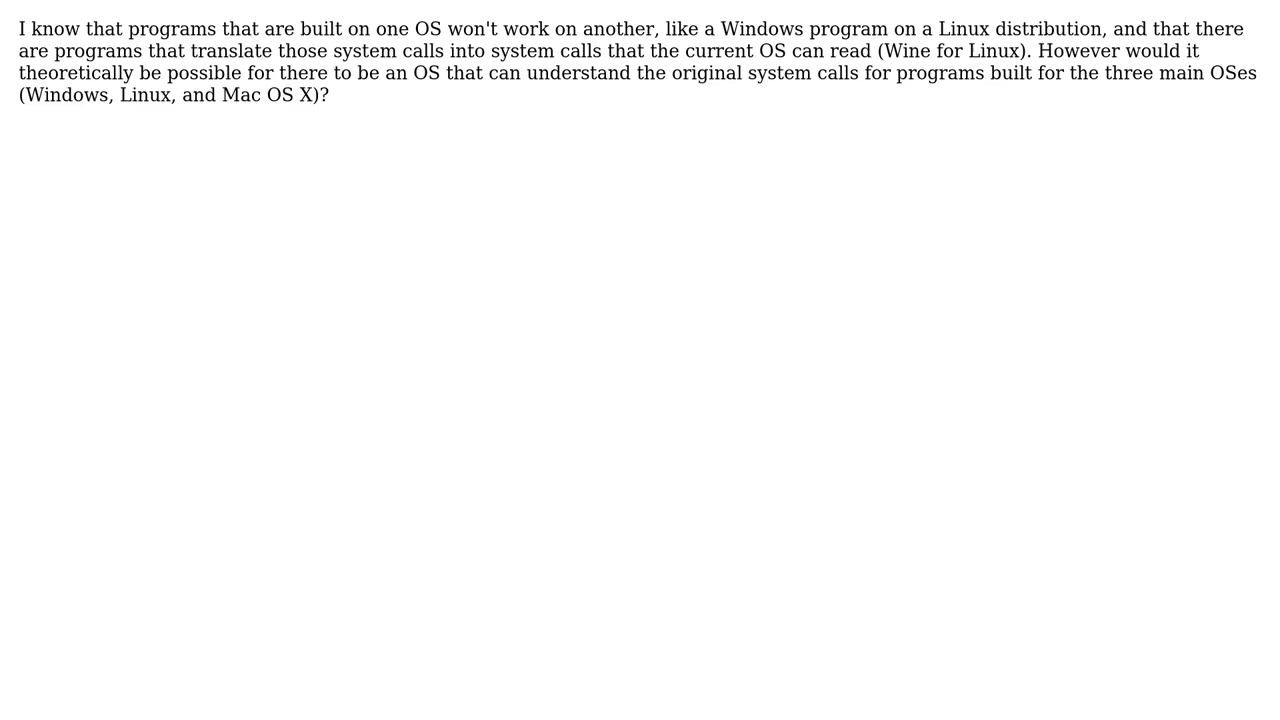 I know that programs that are built on one OS won't work on another, like a Windows program on a Linux distribution, and that there
are programs that translate those system calls into system calls that the current OS can read (Wine for Linux). However would it
theoretically be possible for there to be an OS that can understand the original system calls for programs built for the three main OSes
(Windows, Linux, and Mac OS X)?